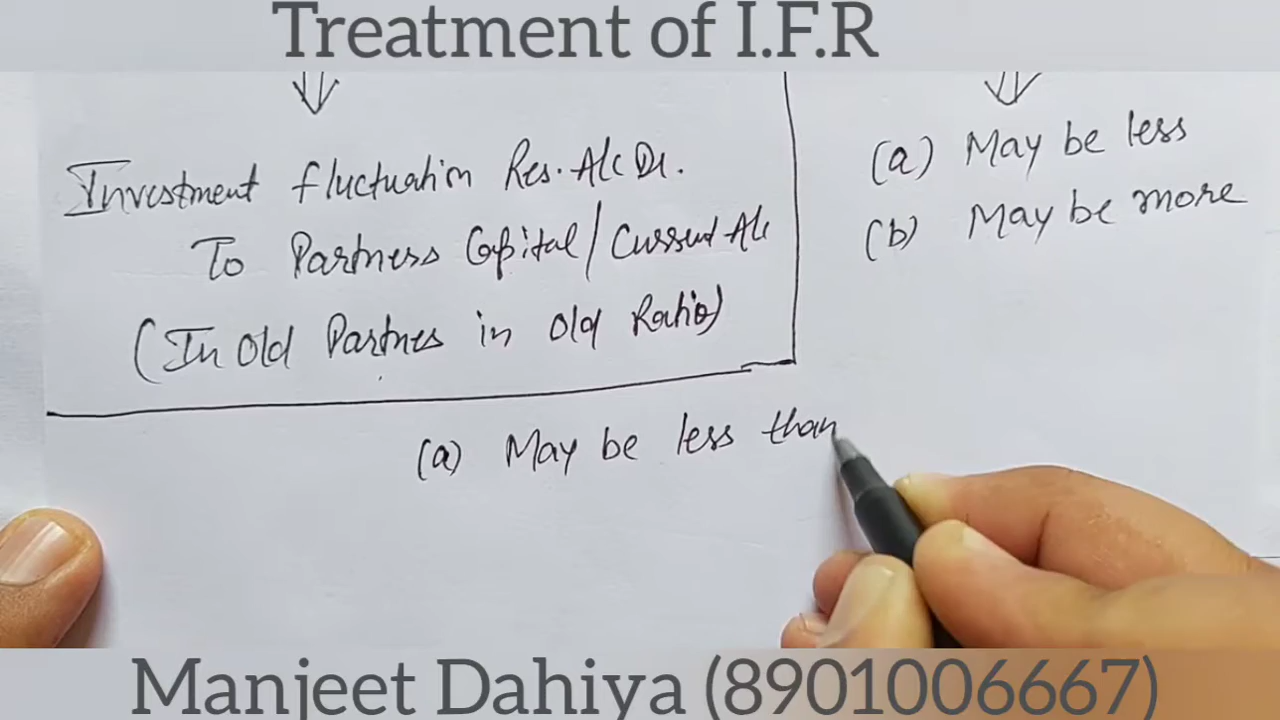 Treatment of I.F.R
Investment fluctuation Res. A/c Dr.
To Partners Capital/Current A/c
(In Old Partners in Old Ratio)
(a) May be less
(b) May be more
(a) May be less than
Manjeet Dahiya (8901006667)